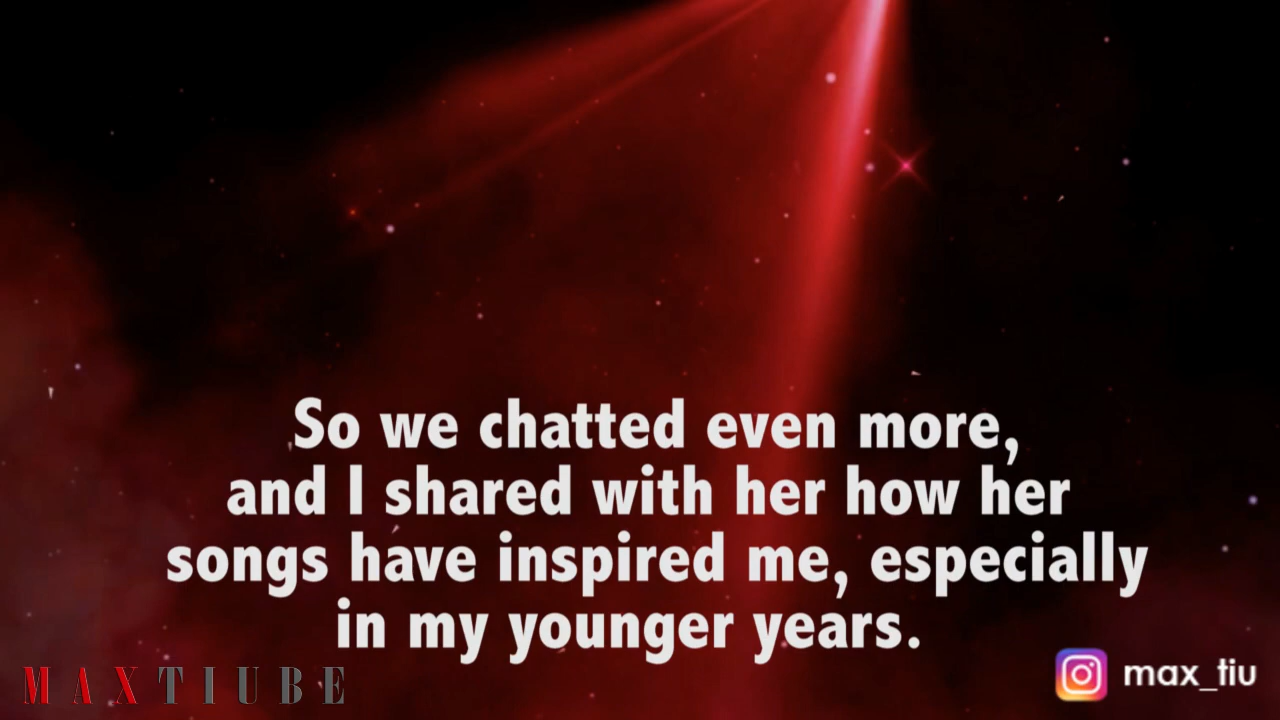 So we chatted even more,
and I shared with her how her
songs have inspired me, especially
in my younger years.
MAXTIUBE
max_tiu